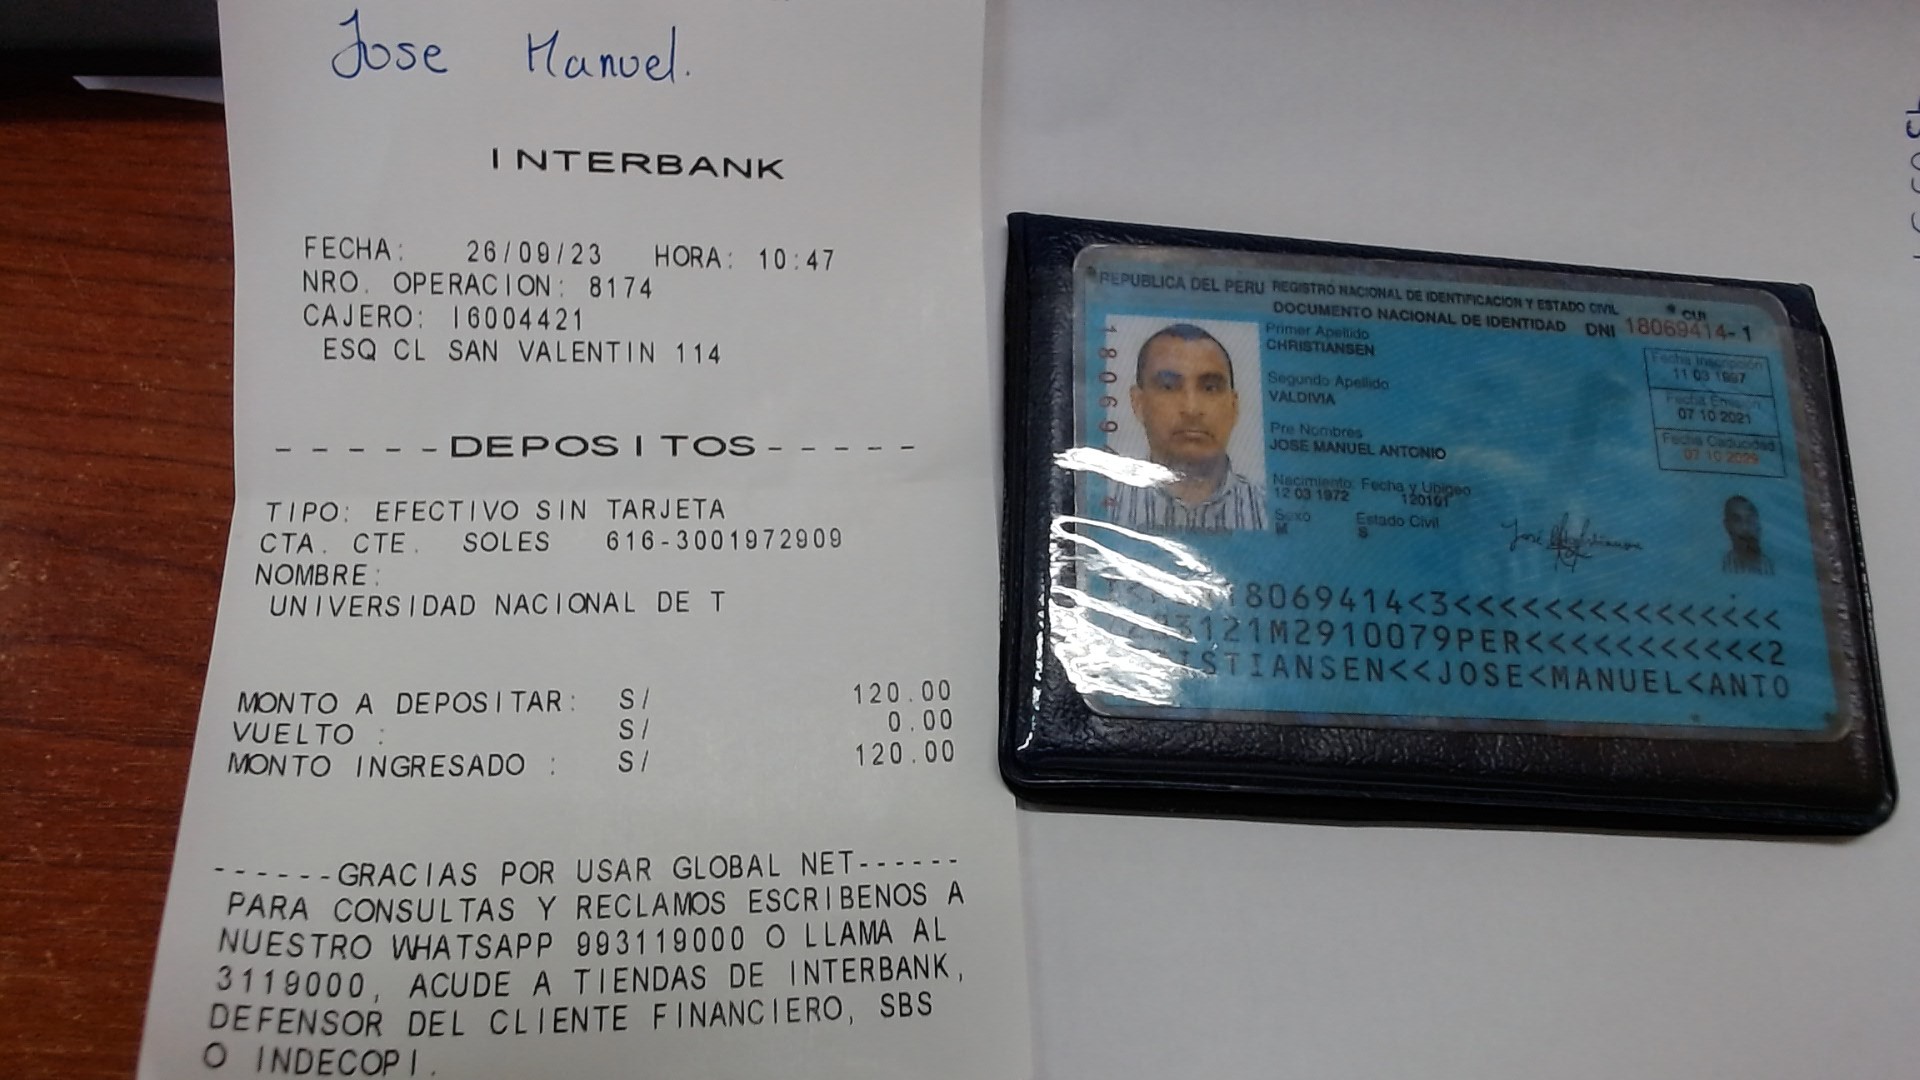 Jose Manuel.
INTERBANK
FECHA: 26/09/23 HORA: 10:47
NRO. OPERACION: 8174
CAJERO: I6004421
ESQ CL SAN VALENTIN 114
-----DEPOSITOS-----
TIPO: EFECTIVO SIN TARJETA
CTA. CTE. SOLES 616-3001972909
NOMBRE:
UNIVERSIDAD NACIONAL DE T
MONTO A DEPOSITAR: S/ 120.00
VUELTO : S/ 0.00
MONTO INGRESADO : S/ 120.00
------GRACIAS POR USAR GLOBAL NET------
PARA CONSULTAS Y RECLAMOS ESCRIBENOS A
NUESTRO WHATSAPP 993119000 O LLAMA AL
3119000, ACUDE A TIENDAS DE INTERBANK,
DEFENSOR DEL CLIENTE FINANCIERO, SBS
O INDECOPI.
REPUBLICA DEL PERU REGISTRO NACIONAL DE IDENTIFICACION Y ESTADO CIVIL
DOCUMENTO NACIONAL DE IDENTIDAD DNI 18069414-1
CUI
Primer Apellido
CHRISTIANSEN
Segundo Apellido
VALDIVIA
Pre Nombres
JOSE MANUEL ANTONIO
Nacimiento: Fecha y Ubigeo
12 03 1972 120101
Sexo Estado Civil
M S
Fecha Inscripción
11 03 1997
Fecha Emisión
07 10 2021
Fecha Caducidad
07 10 2029
18069414<3<<<<<<<<<<<<<<<
3121M2910079PER<<<<<<<<<<<2
ISTIANSEN<<JOSE<MANUEL<ANTO